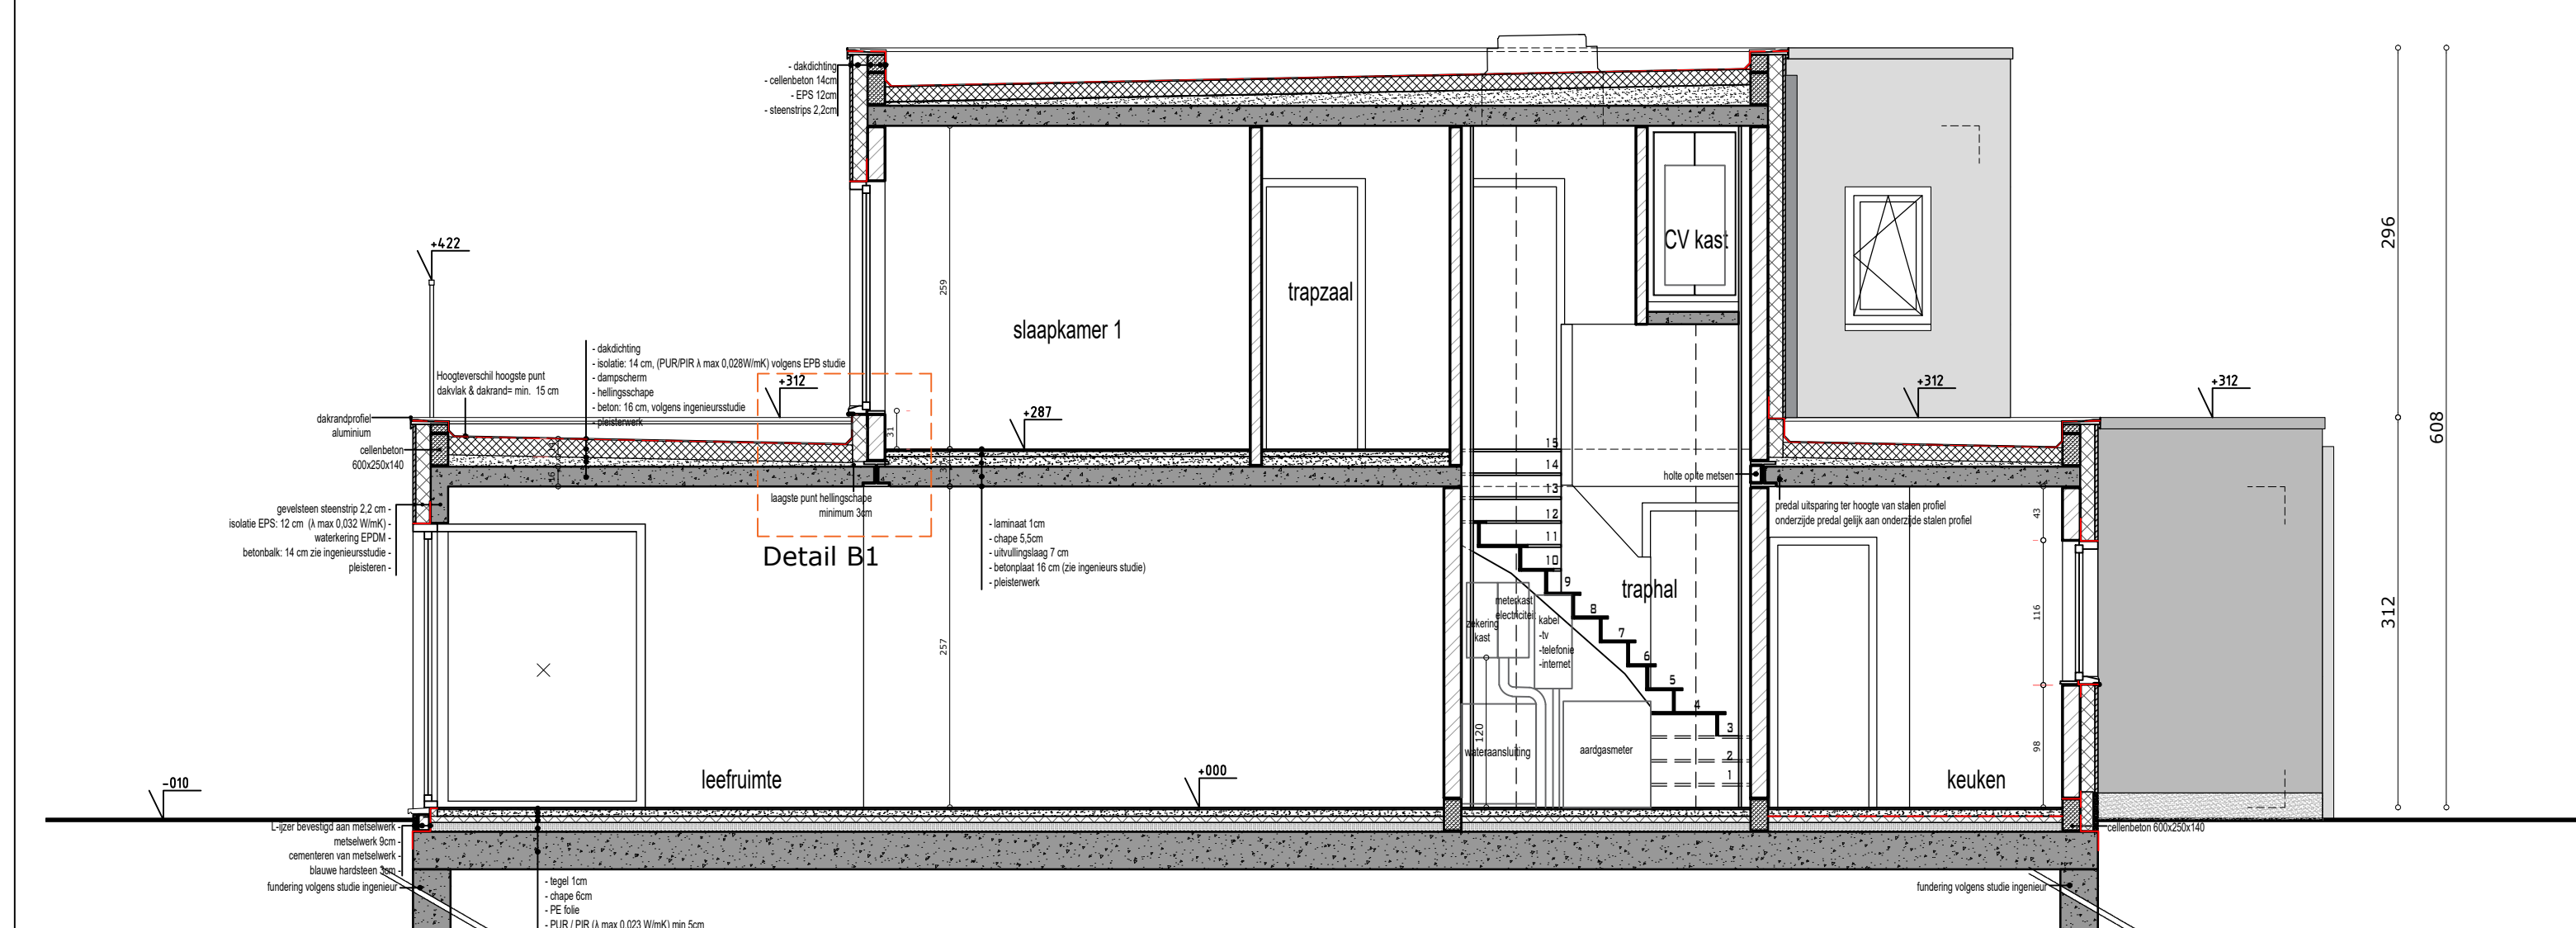 - dakdichting
- cellenbeton 14cm
- EPS 12cm
- steenstrips 2,2cm
+422
- dakdichting
- isolatie: 14 cm, (PUR/PIR λ max 0,028W/mK) volgens EPB studie
- dampscherm
- hellingsschape
- beton: 16 cm, volgens ingenieursstudie
- pleisterwerk
Hoogteverschil hoogste punt
dakvlak & dakrand= min. 15 cm
dakrandprofiel
aluminium
cellenbeton
600x250x140
gevelsteen steenstrip 2,2 cm -
isolatie EPS: 12 cm (λ max 0,032 W/mK) -
waterkering EPDM -
betonbalk: 14 cm zie ingenieursstudie -
pleisteren -
+312
31
laagste punt hellingschape
minimum 3cm
Detail B1
259
slaapkamer 1
+287
trapzaal
CV kast
- laminaat 1cm
- chape 5,5cm
- uitvullingslaag 7 cm
- betonplaat 16 cm (zie ingenieurs studie)
- pleisterwerk
257
leefruimte
+000
-010
15
14
13
12
11
10
9
8
7
6
5
4
3
2
1
traphal
meterkast
electriciteit
zekering
kast
kabel
-tv
-telefonie
-internet
120
wateraansluiting
aardgasmeter
holte op te metsen
predal uitsparing ter hoogte van stalen profiel
onderzijde predal gelijk aan onderzijde stalen profiel
43
116
98
keuken
+312
+312
296
312
608
L-ijzer bevestigd aan metselwerk -
metselwerk 9cm -
cementeren van metselwerk -
blauwe hardsteen 3cm -
fundering volgens studie ingenieur
- tegel 1cm
- chape 6cm
- PE folie
- PUR / PIR (λ max 0,023 W/mK) min 5cm
cellenbeton 600x250x140
fundering volgens studie ingenieur